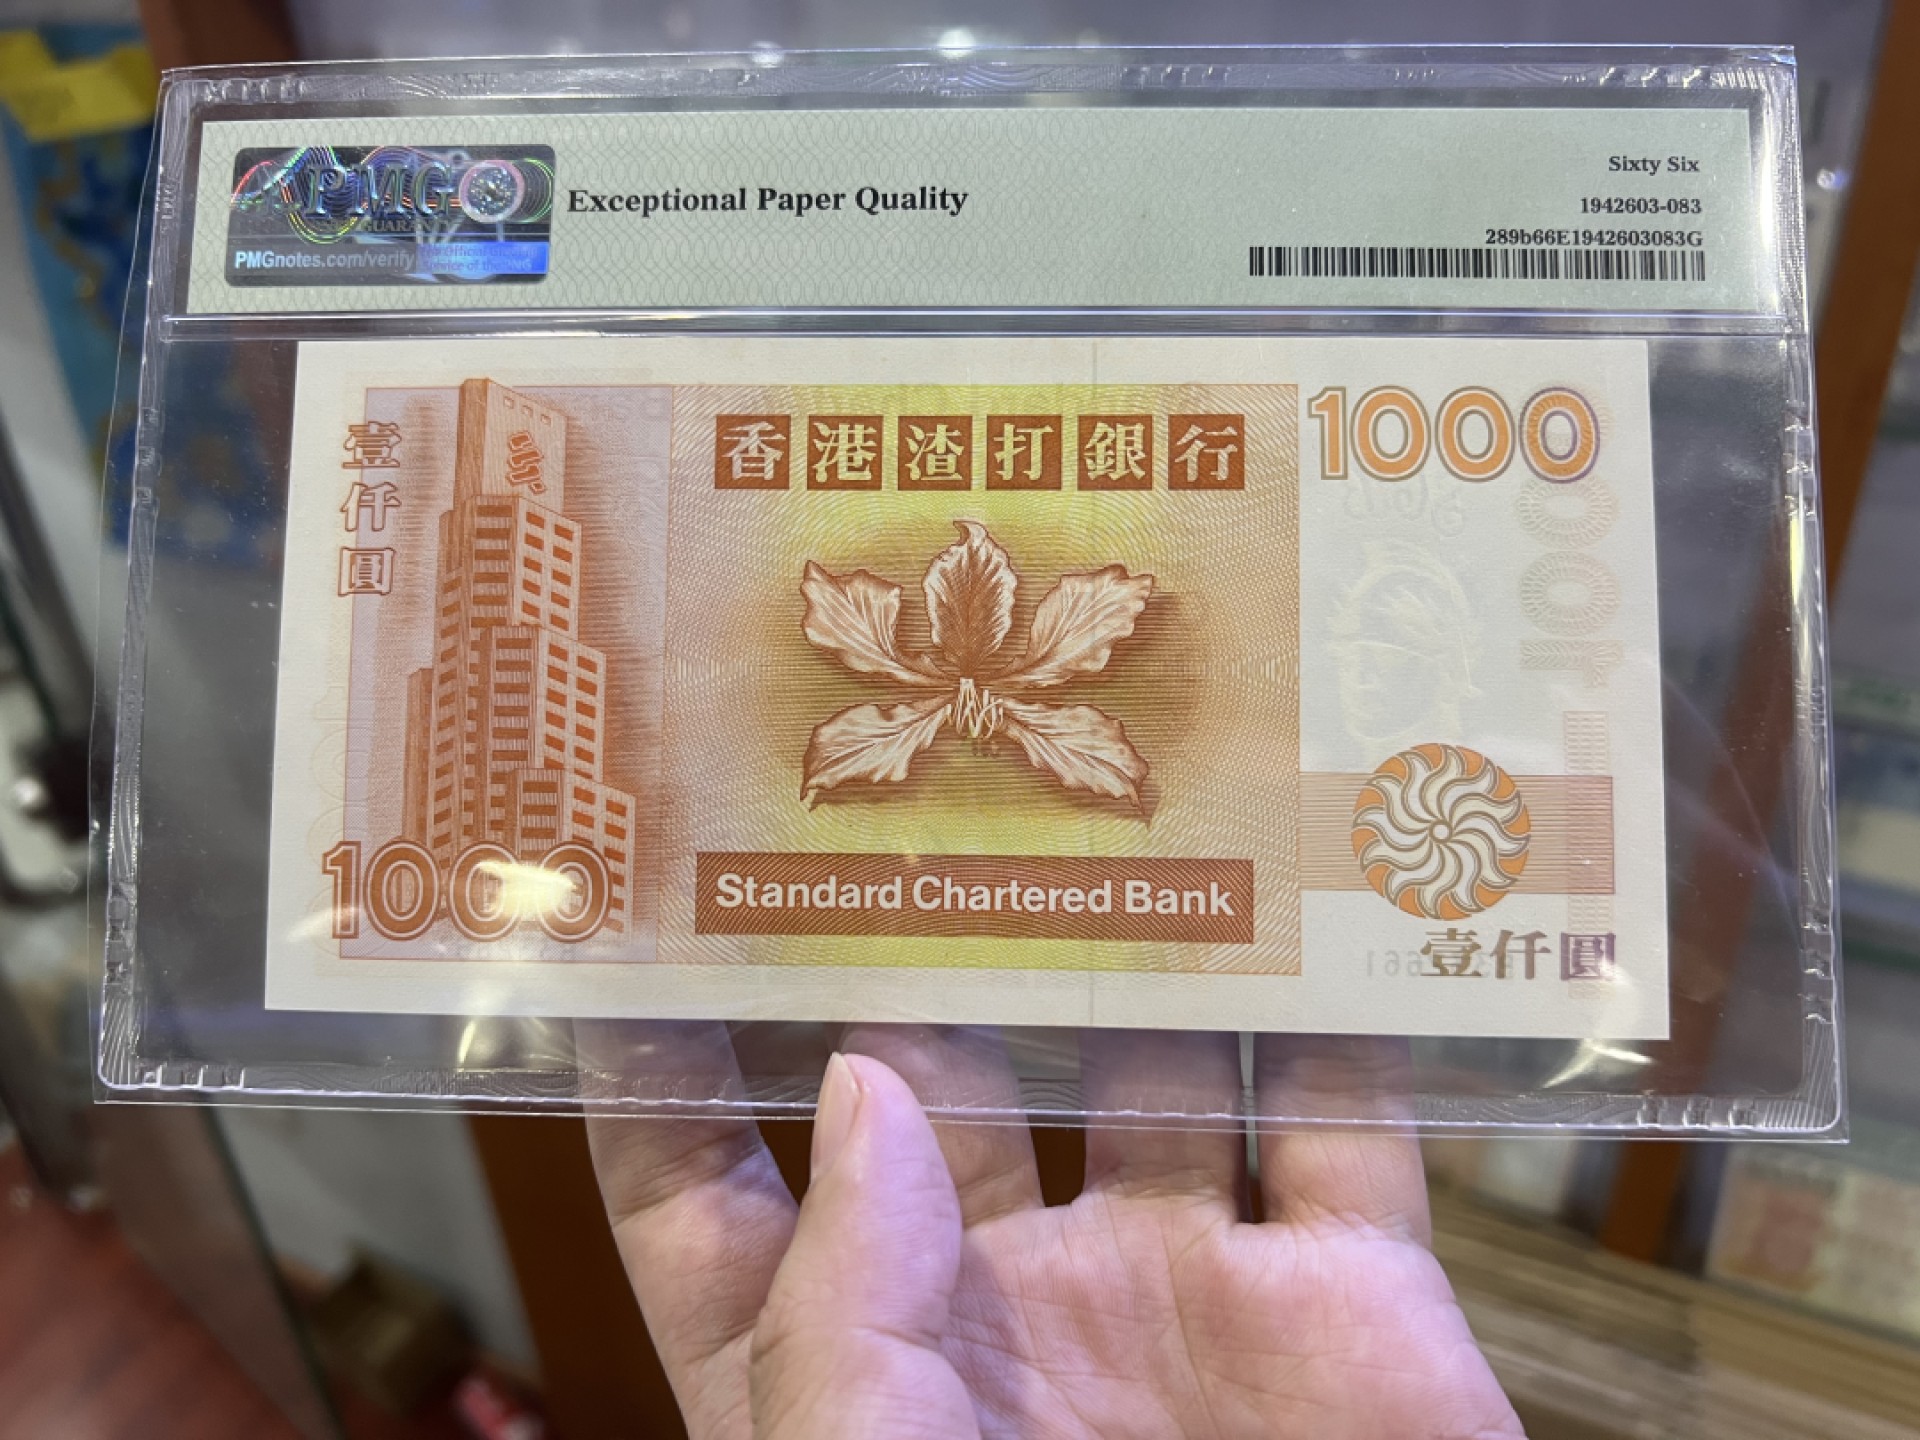 PMG
PMGnotes.com/verify
Exceptional Paper Quality
Sixty Six
1942603-083
289b66E1942603083G
香港渣打銀行
1000
壹仟圓
1000
Standard Chartered Bank
壹仟圓